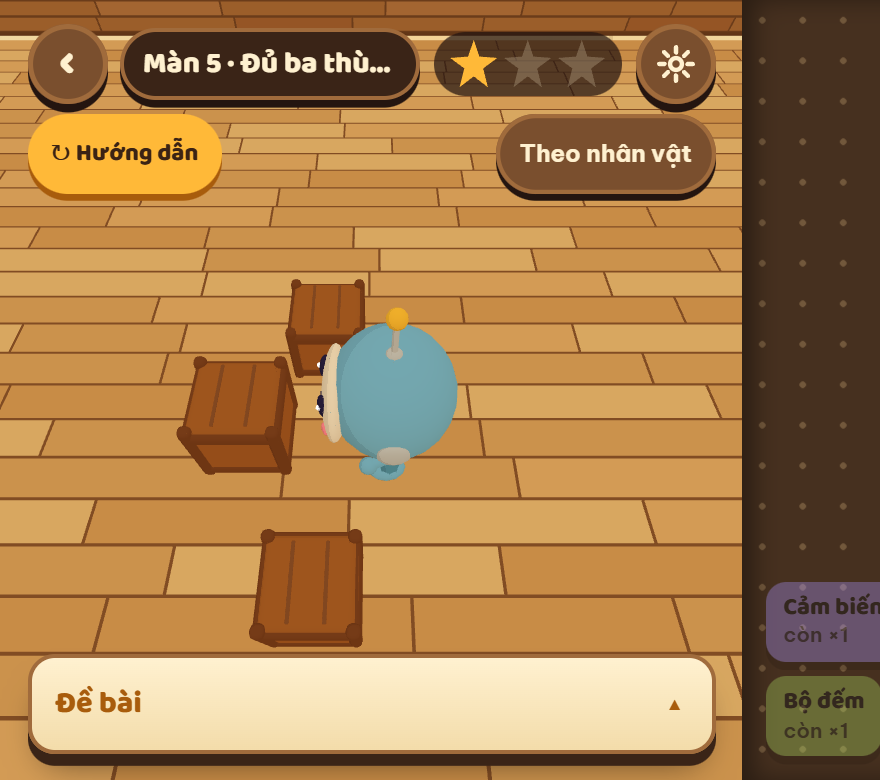 Màn 5 · Đủ ba thù...
↻ Hướng dẫn
Theo nhân vật
Cảm biến
còn ×1
Bộ đếm
còn ×1
Đề bài